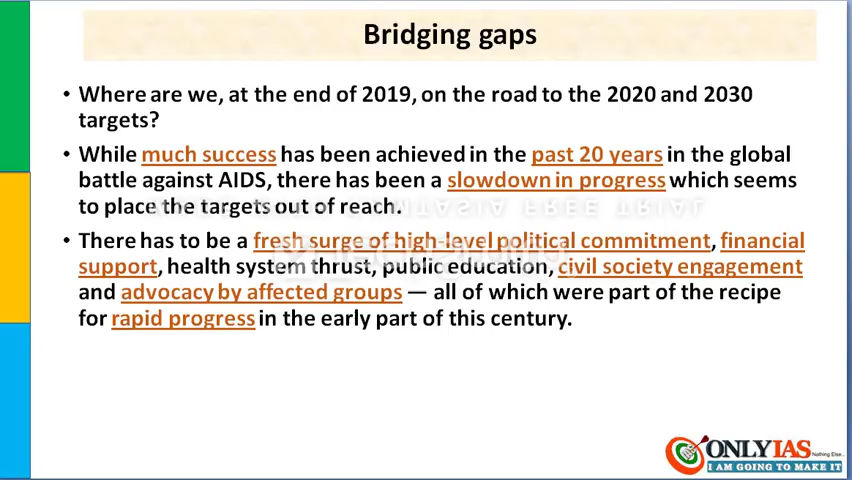 Bridging gaps
• Where are we, at the end of 2019, on the road to the 2020 and 2030
targets?
• While much success has been achieved in the past 20 years in the global
battle against AIDS, there has been a slowdown in progress which seems
to place the targets out of reach.
• There has to be a fresh surge of high-level political commitment, financial
support, health system thrust, public education, civil society engagement
and advocacy by affected groups — all of which were part of the recipe
for rapid progress in the early part of this century.
ONLYIAS
Nothing Else..
I AM GOING TO MAKE IT